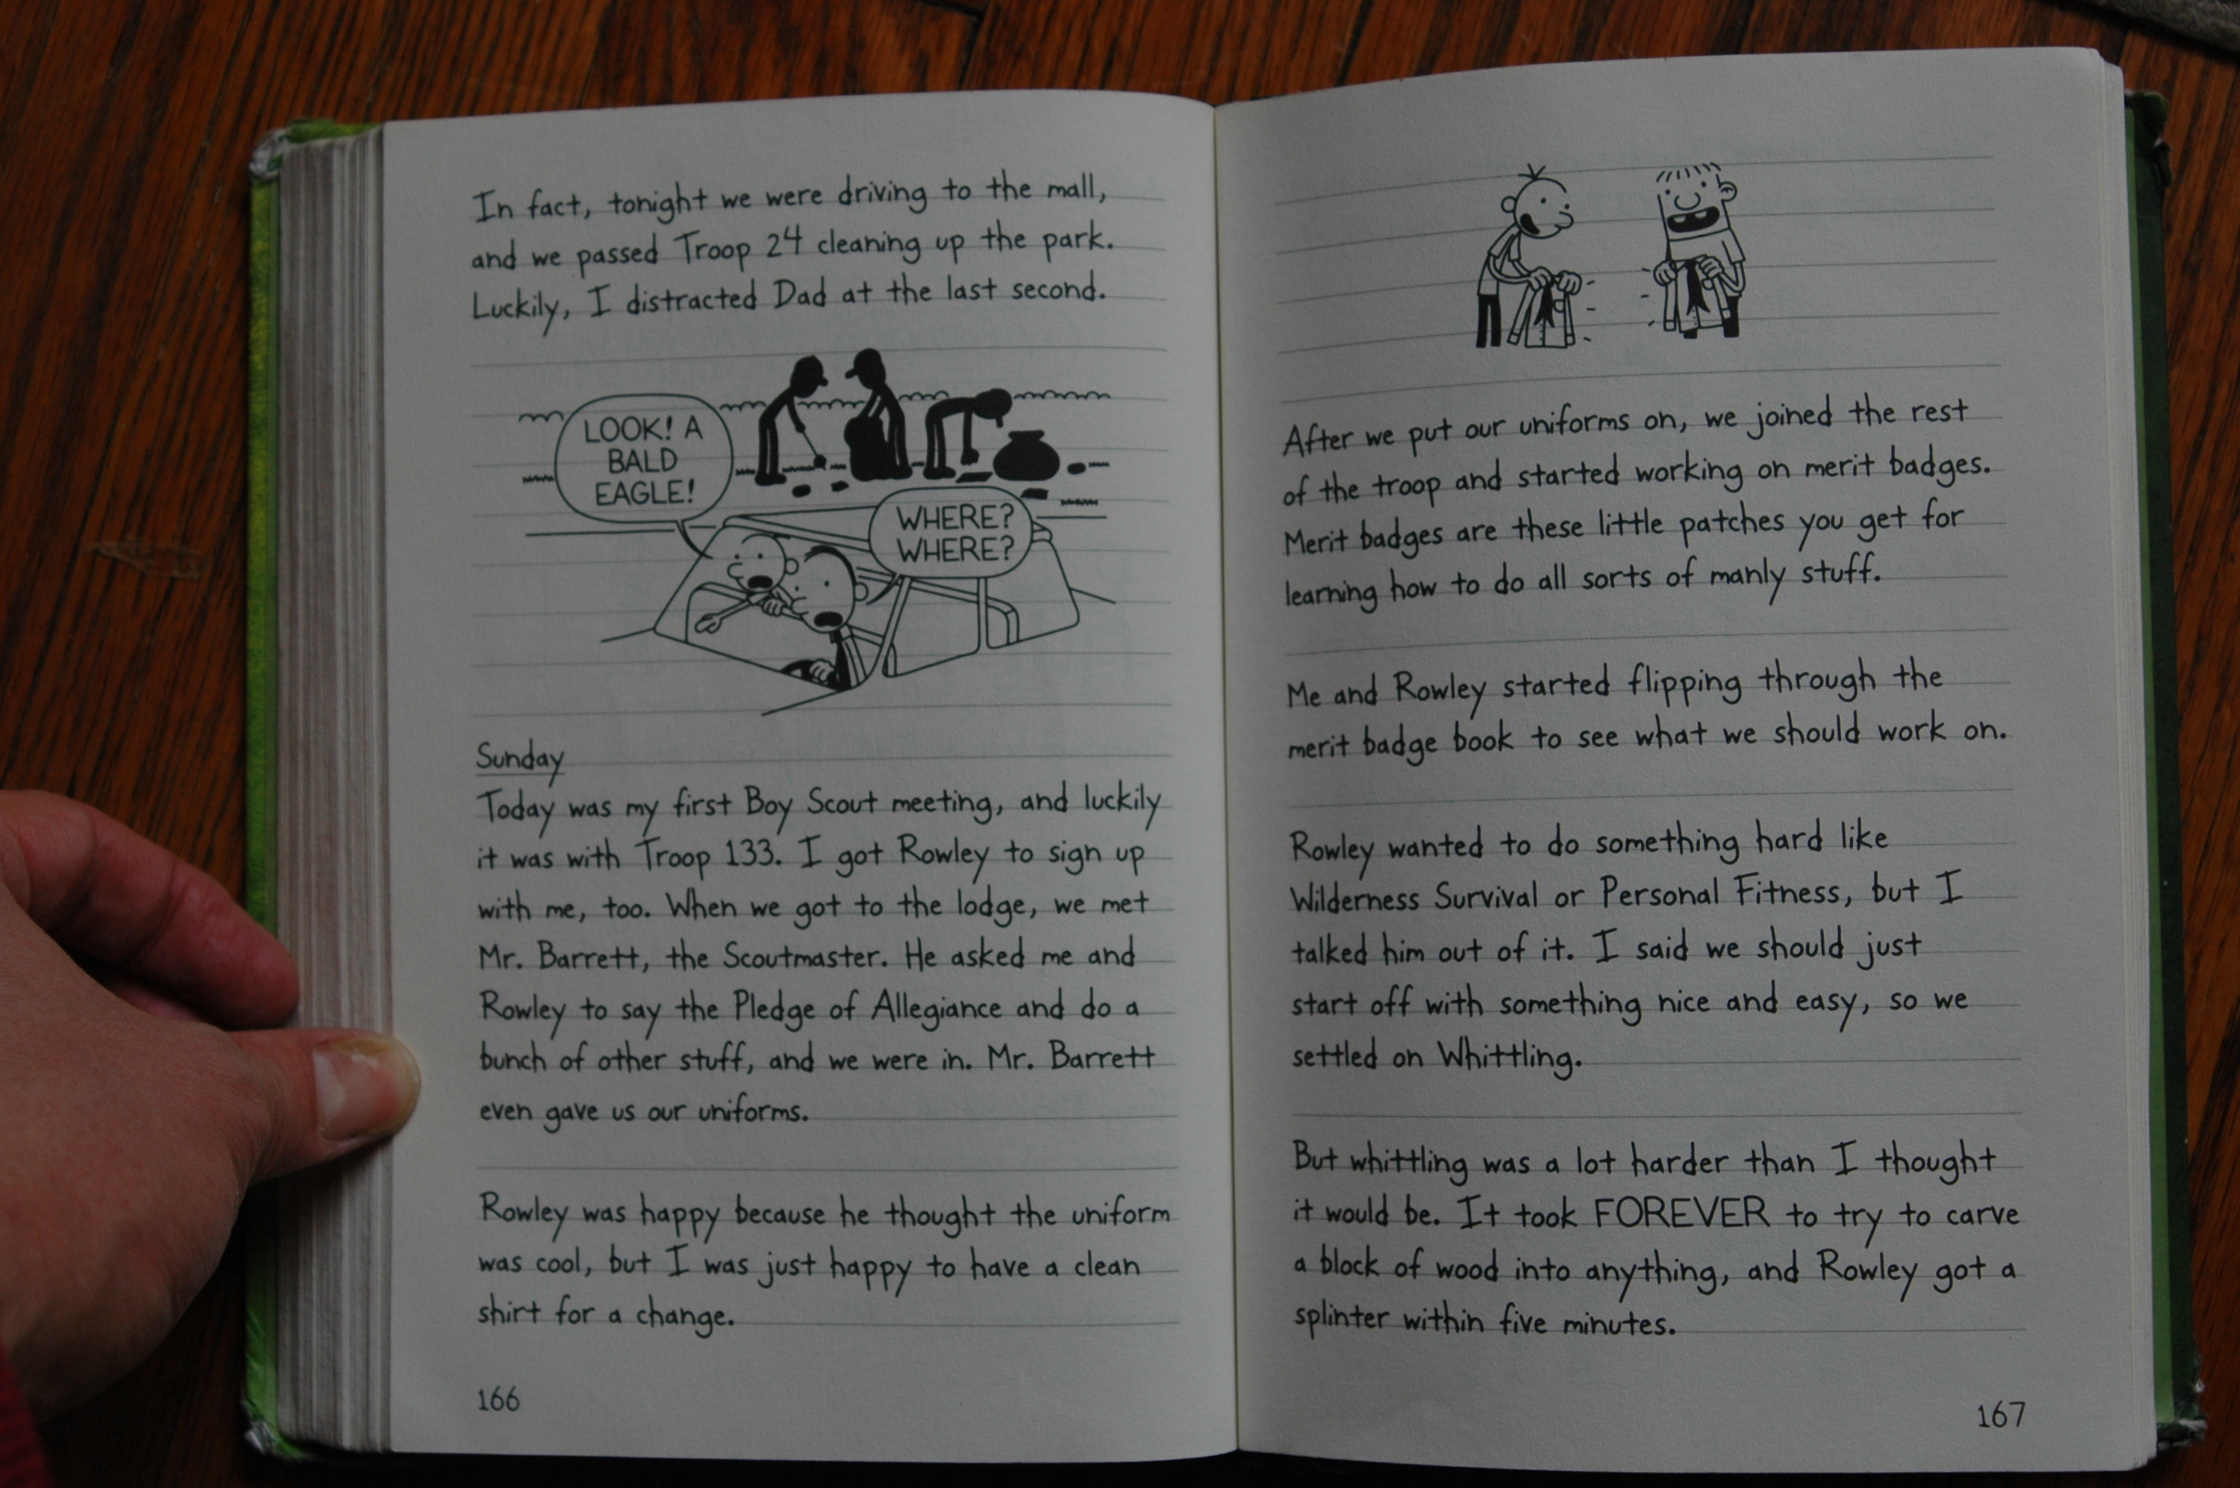 In fact, tonight we were driving to the mall,
and we passed Troop 24 cleaning up the park.
Luckily, I distracted Dad at the last second.
LOOK! A
BALD
EAGLE!
WHERE?
WHERE?
Sunday
Today was my first Boy Scout meeting, and luckily
it was with Troop 133. I got Rowley to sign up
with me, too. When we got to the lodge, we met
Mr. Barrett, the Scoutmaster. He asked me and
Rowley to say the Pledge of Allegiance and do a
bunch of other stuff, and we were in. Mr. Barrett
even gave us our uniforms.
Rowley was happy because he thought the uniform
was cool, but I was just happy to have a clean
shirt for a change.
166
After we put our uniforms on, we joined the rest
of the troop and started working on merit badges.
Merit badges are these little patches you get for
learning how to do all sorts of manly stuff.
Me and Rowley started flipping through the
merit badge book to see what we should work on.
Rowley wanted to do something hard like
Wilderness Survival or Personal Fitness, but I
talked him out of it. I said we should just
start off with something nice and easy, so we
settled on Whittling.
But whittling was a lot harder than I thought
it would be. It took FOREVER to try to carve
a block of wood into anything, and Rowley got a
splinter within five minutes.
167